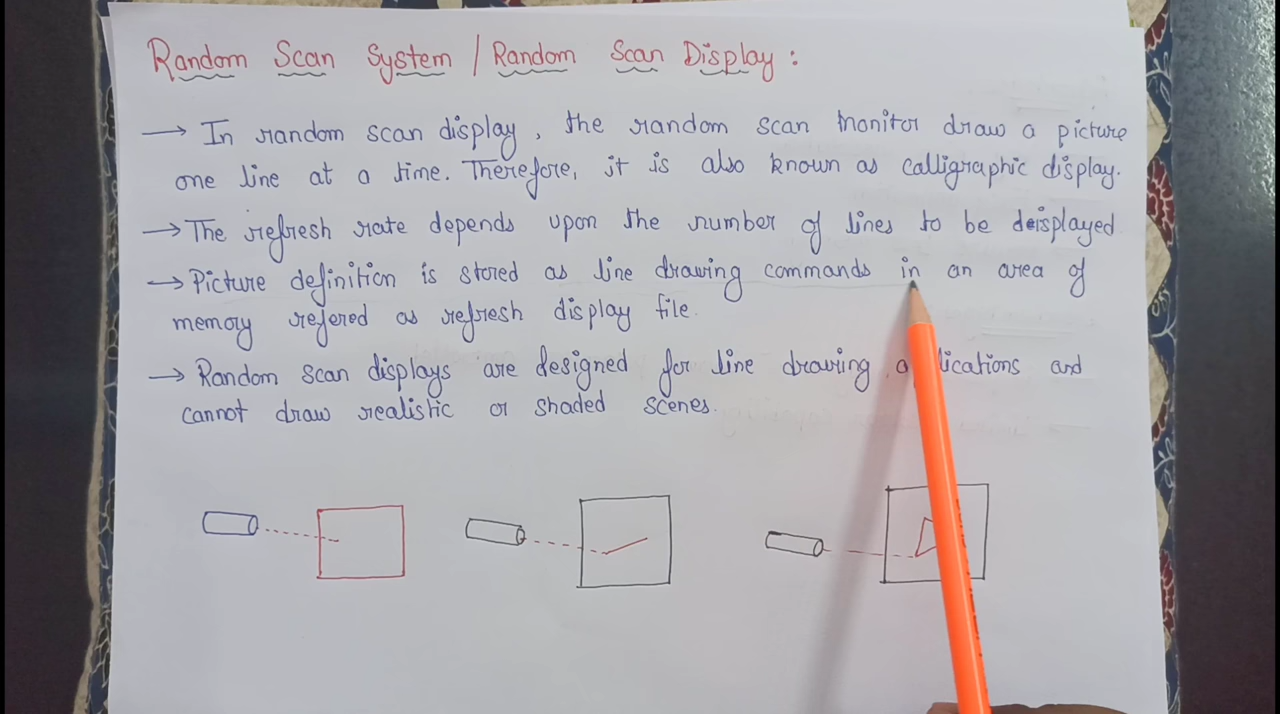 Random Scan System / Random Scan Display :
→ In random scan display, the random scan monitor draw a picture
one line at a time. Therefore, it is also known as calligraphic display.
→ The refresh rate depends upon the number of lines to be deisplayed
→ Picture definition is stored as line drawing commands in an area of
memory refered as refresh display file.
→ Random scan displays are designed for line drawing and
cannot draw realistic or shaded scenes.